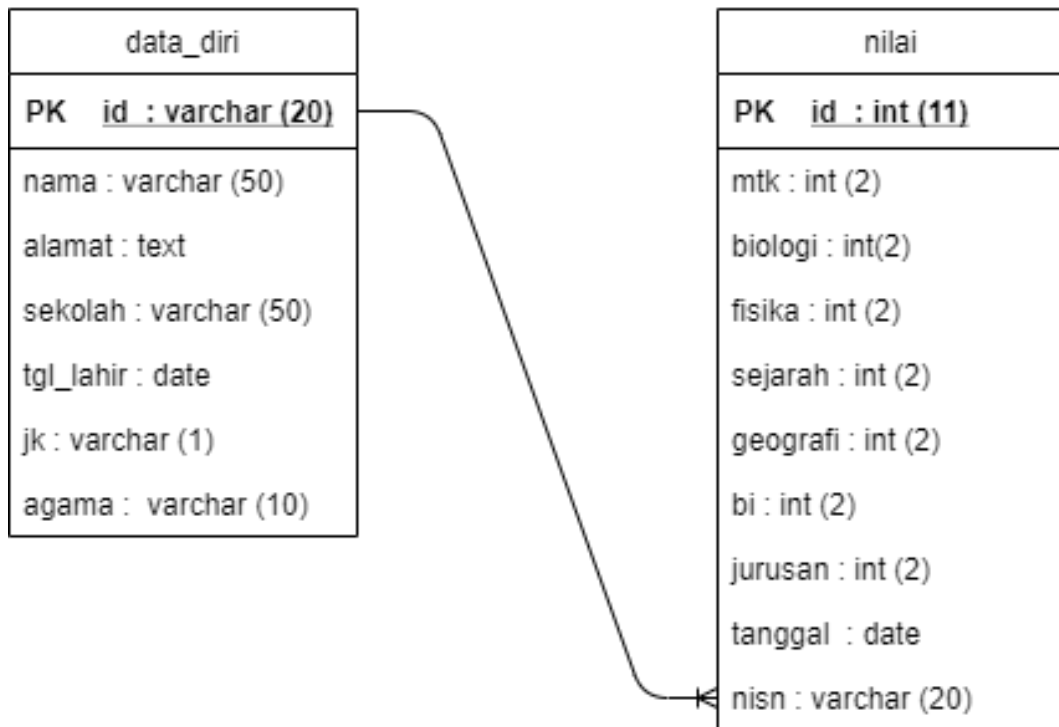 data_diri
PK id : varchar (20)
nama : varchar (50)
alamat : text
sekolah : varchar (50)
tgl_lahir : date
jk : varchar (1)
agama : varchar (10)
nilai
PK id : int (11)
mtk : int (2)
biologi : int(2)
fisika : int (2)
sejarah : int (2)
geografi : int (2)
bi : int (2)
jurusan : int (2)
tanggal : date
nisn : varchar (20)